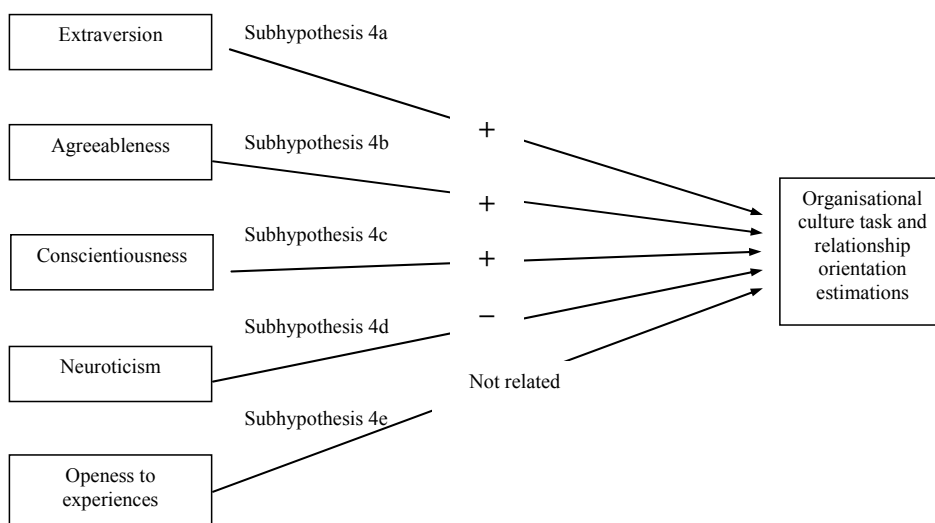 Extraversion
Subhypothesis 4a
+
Agreeableness
Subhypothesis 4b
+
Conscientiousness
Subhypothesis 4c
+
Neuroticism
Subhypothesis 4d
–
Openess to
experiences
Subhypothesis 4e
Not related
Organisational
culture task and
relationship
orientation
estimations